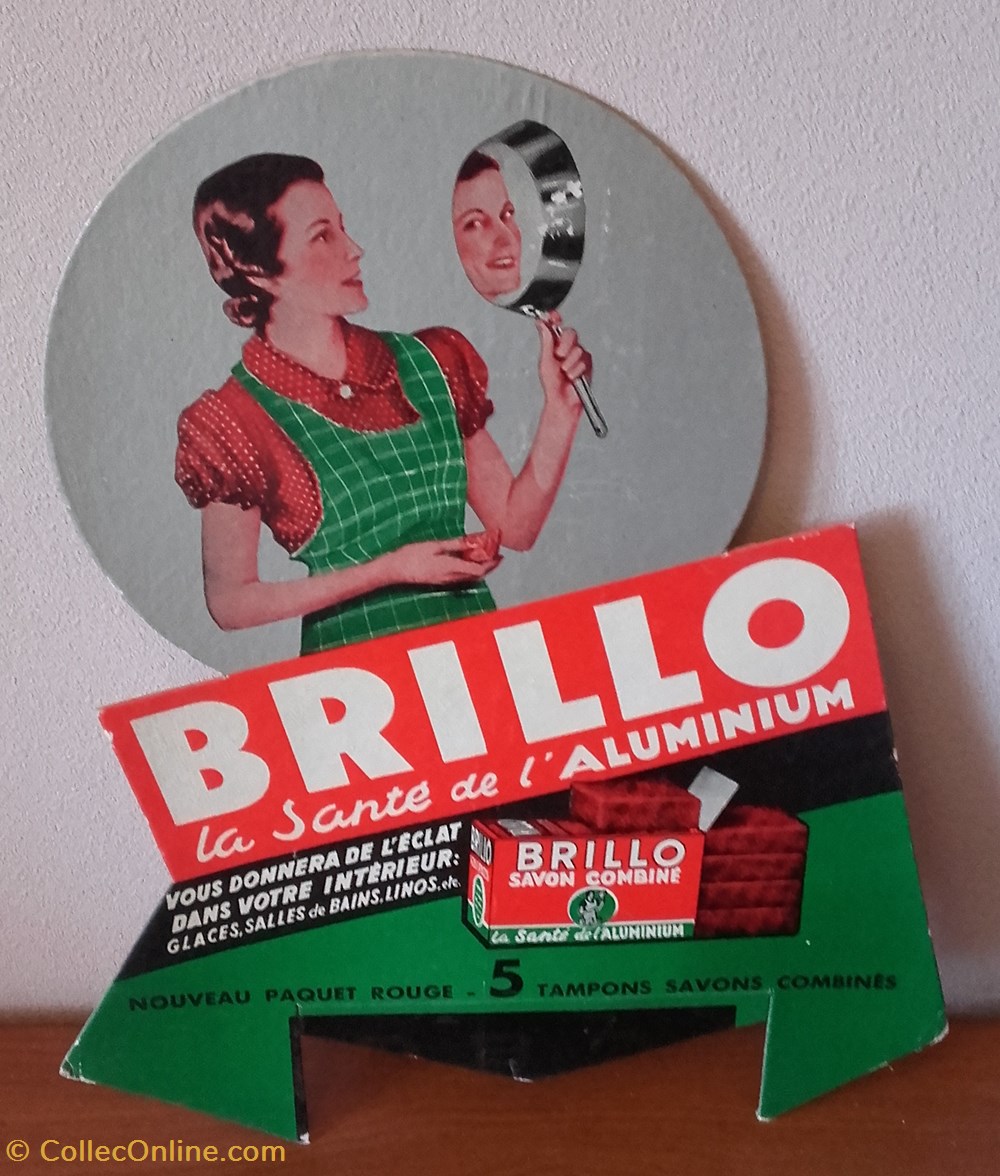 BRILLO
la Santé de l'ALUMINIUM
VOUS DONNERA DE L'ÉCLAT
DANS VOTRE INTÉRIEUR:
GLACES, SALLES de BAINS, LINOS, etc.
BRILLO
BRILLO
SAVON COMBINÉ
la Santé de l'ALUMINIUM
NOUVEAU PAQUET ROUGE - 5 TAMPONS SAVONS COMBINÉS
© CollecOnline.com